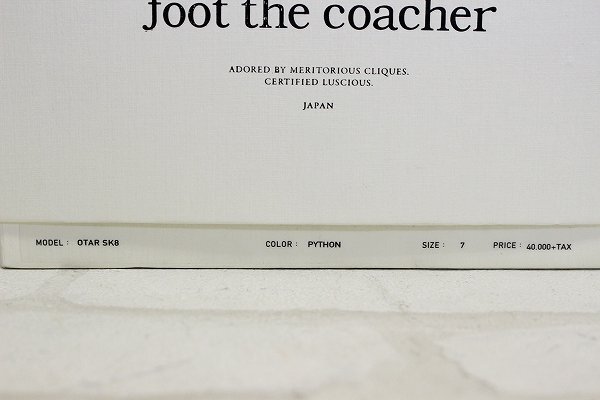 foot the coacher
ADORED BY MERITORIOUS CLIQUES.
CERTIFIED LUSCIOUS.
JAPAN
MODEL : OTAR SK8 COLOR : PYTHON SIZE : 7 PRICE : 40.000+TAX